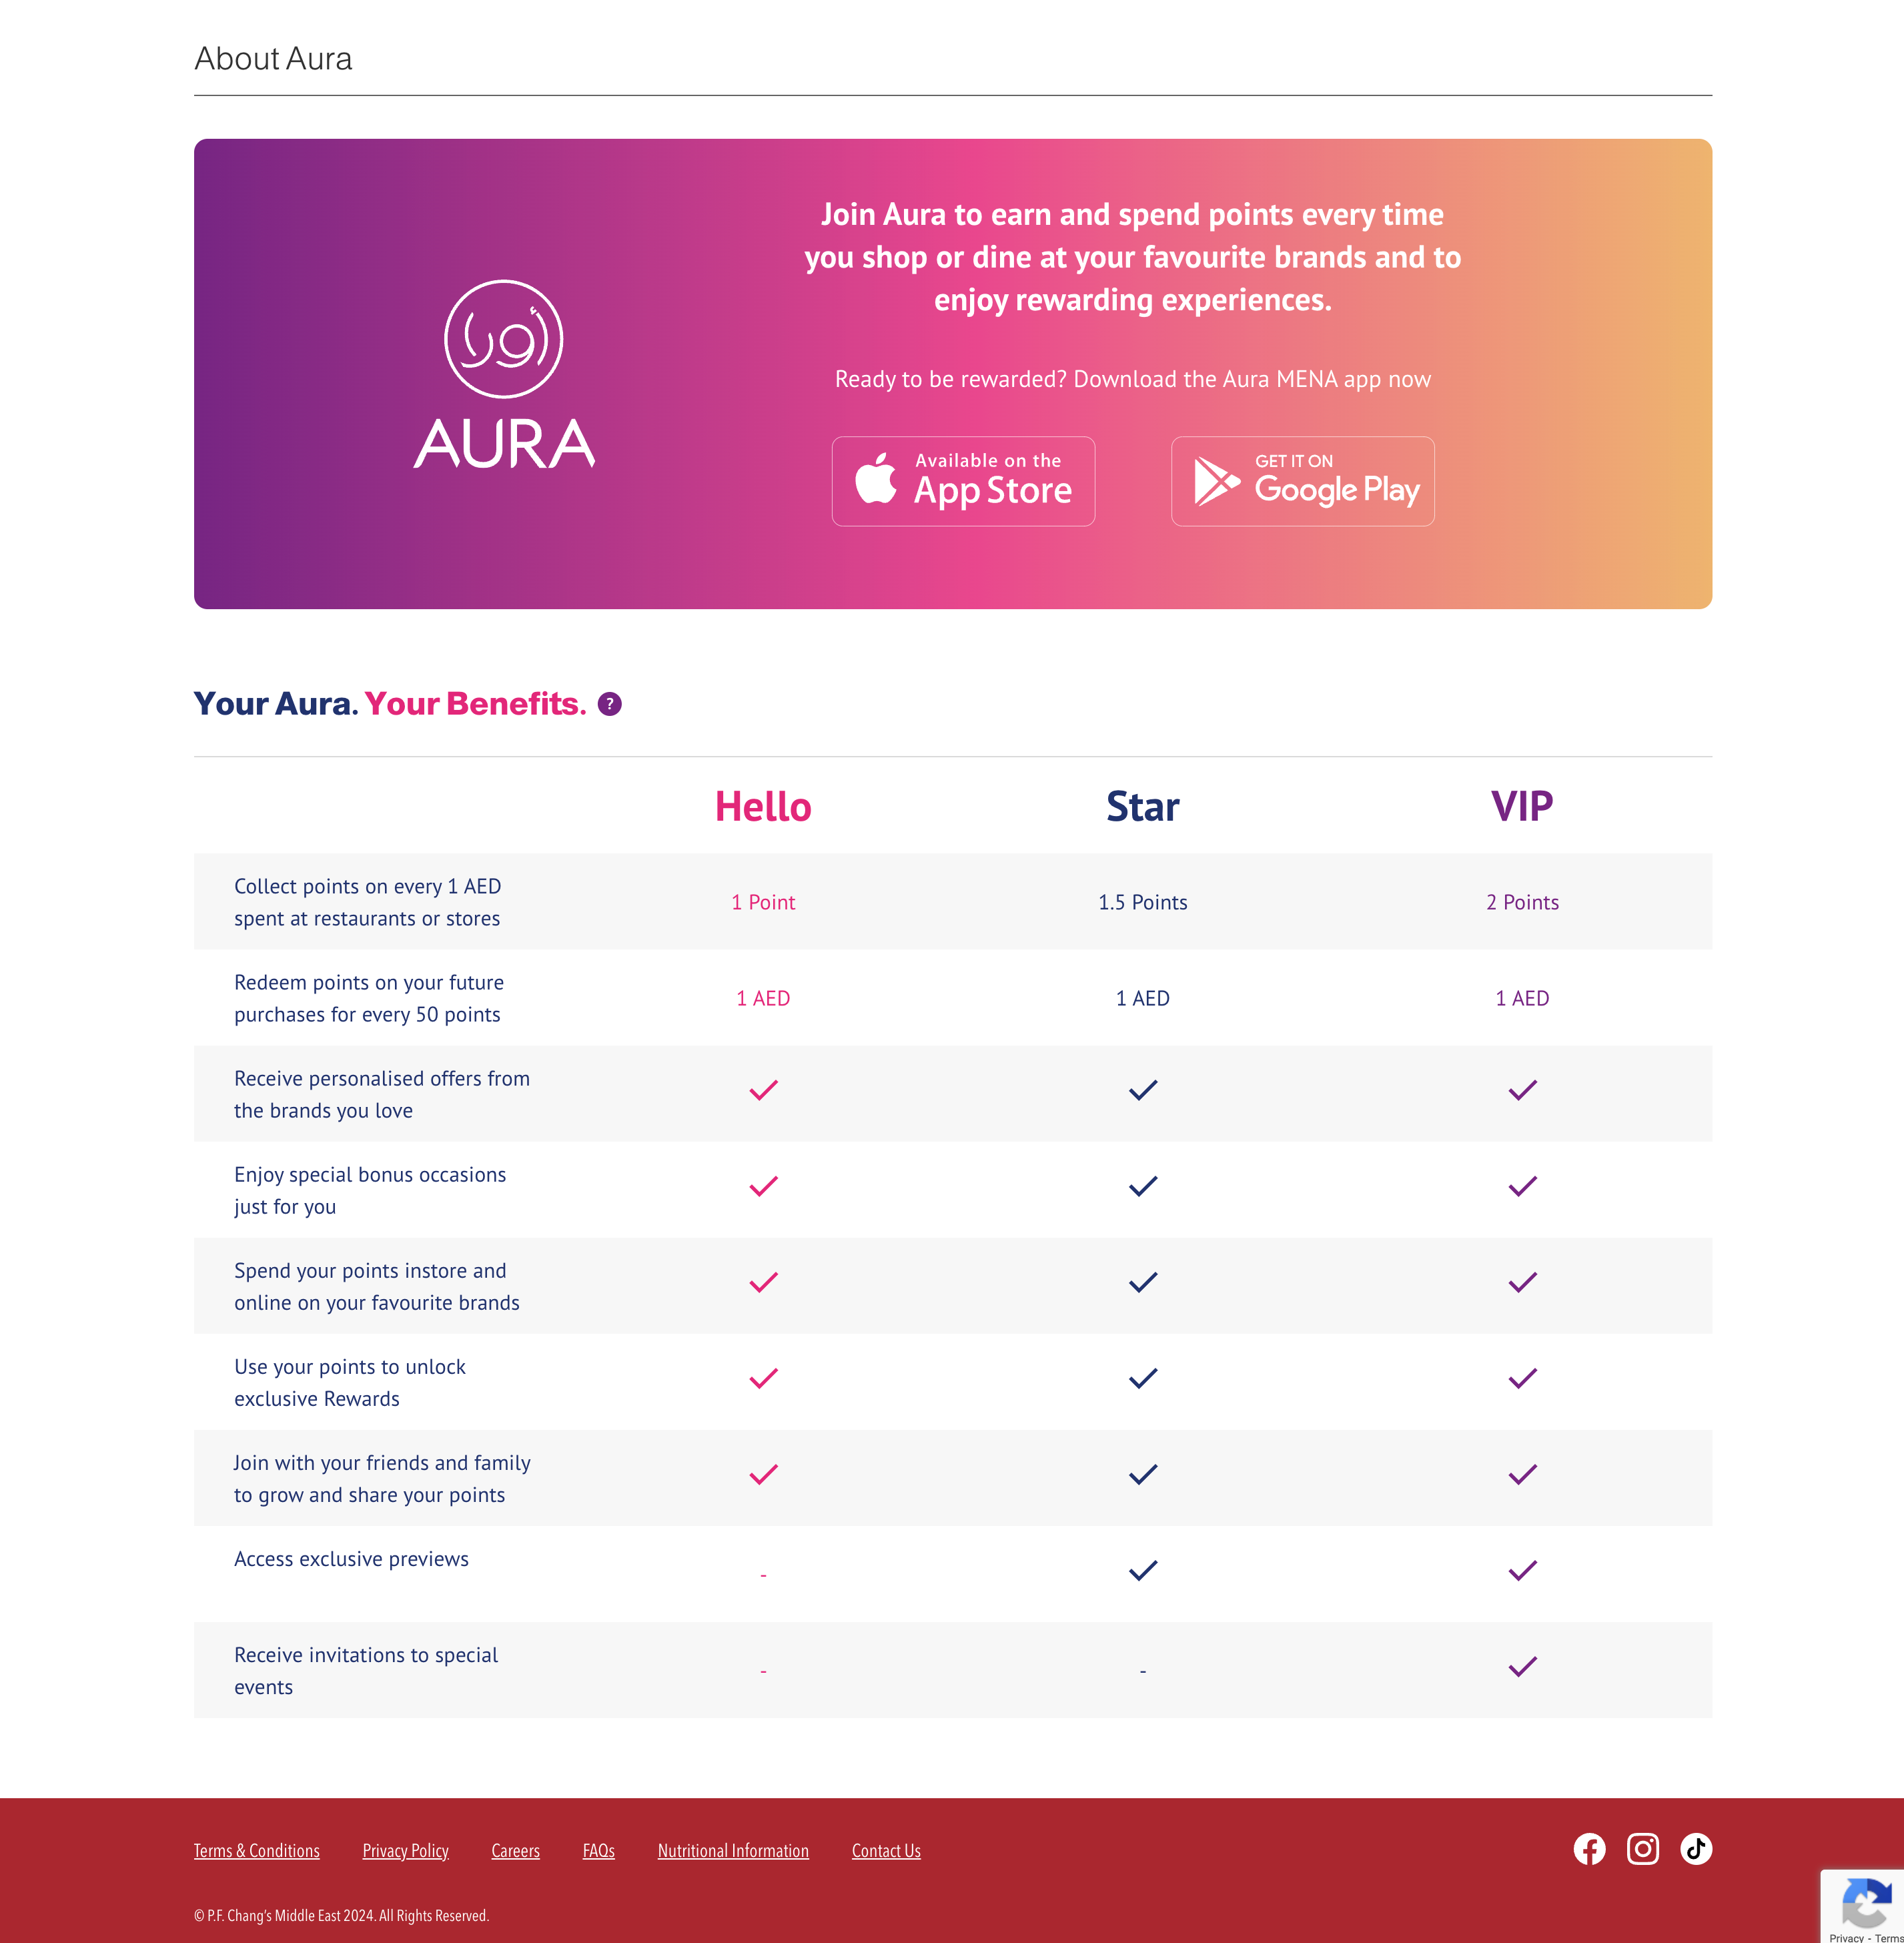 About Aura
Join Aura to earn and spend points every time
you shop or dine at your favourite brands and to
enjoy rewarding experiences.
AURA
Ready to be rewarded? Download the Aura MENA app now
Available on the
App Store
GET IT ON
Google Play
Your Aura. Your Benefits. ?
Hello Star VIP
Collect points on every 1 AED
spent at restaurants or stores
1 Point 1.5 Points 2 Points
Redeem points on your future
purchases for every 50 points
1 AED 1 AED 1 AED
Receive personalised offers from
the brands you love
Enjoy special bonus occasions
just for you
Spend your points instore and
online on your favourite brands
Use your points to unlock
exclusive Rewards
Join with your friends and family
to grow and share your points
Access exclusive previews
-
Receive invitations to special
events
- -
Terms & Conditions Privacy Policy Careers FAQs Nutritional Information Contact Us
© P.F. Chang's Middle East 2024. All Rights Reserved.
Privacy - Terms